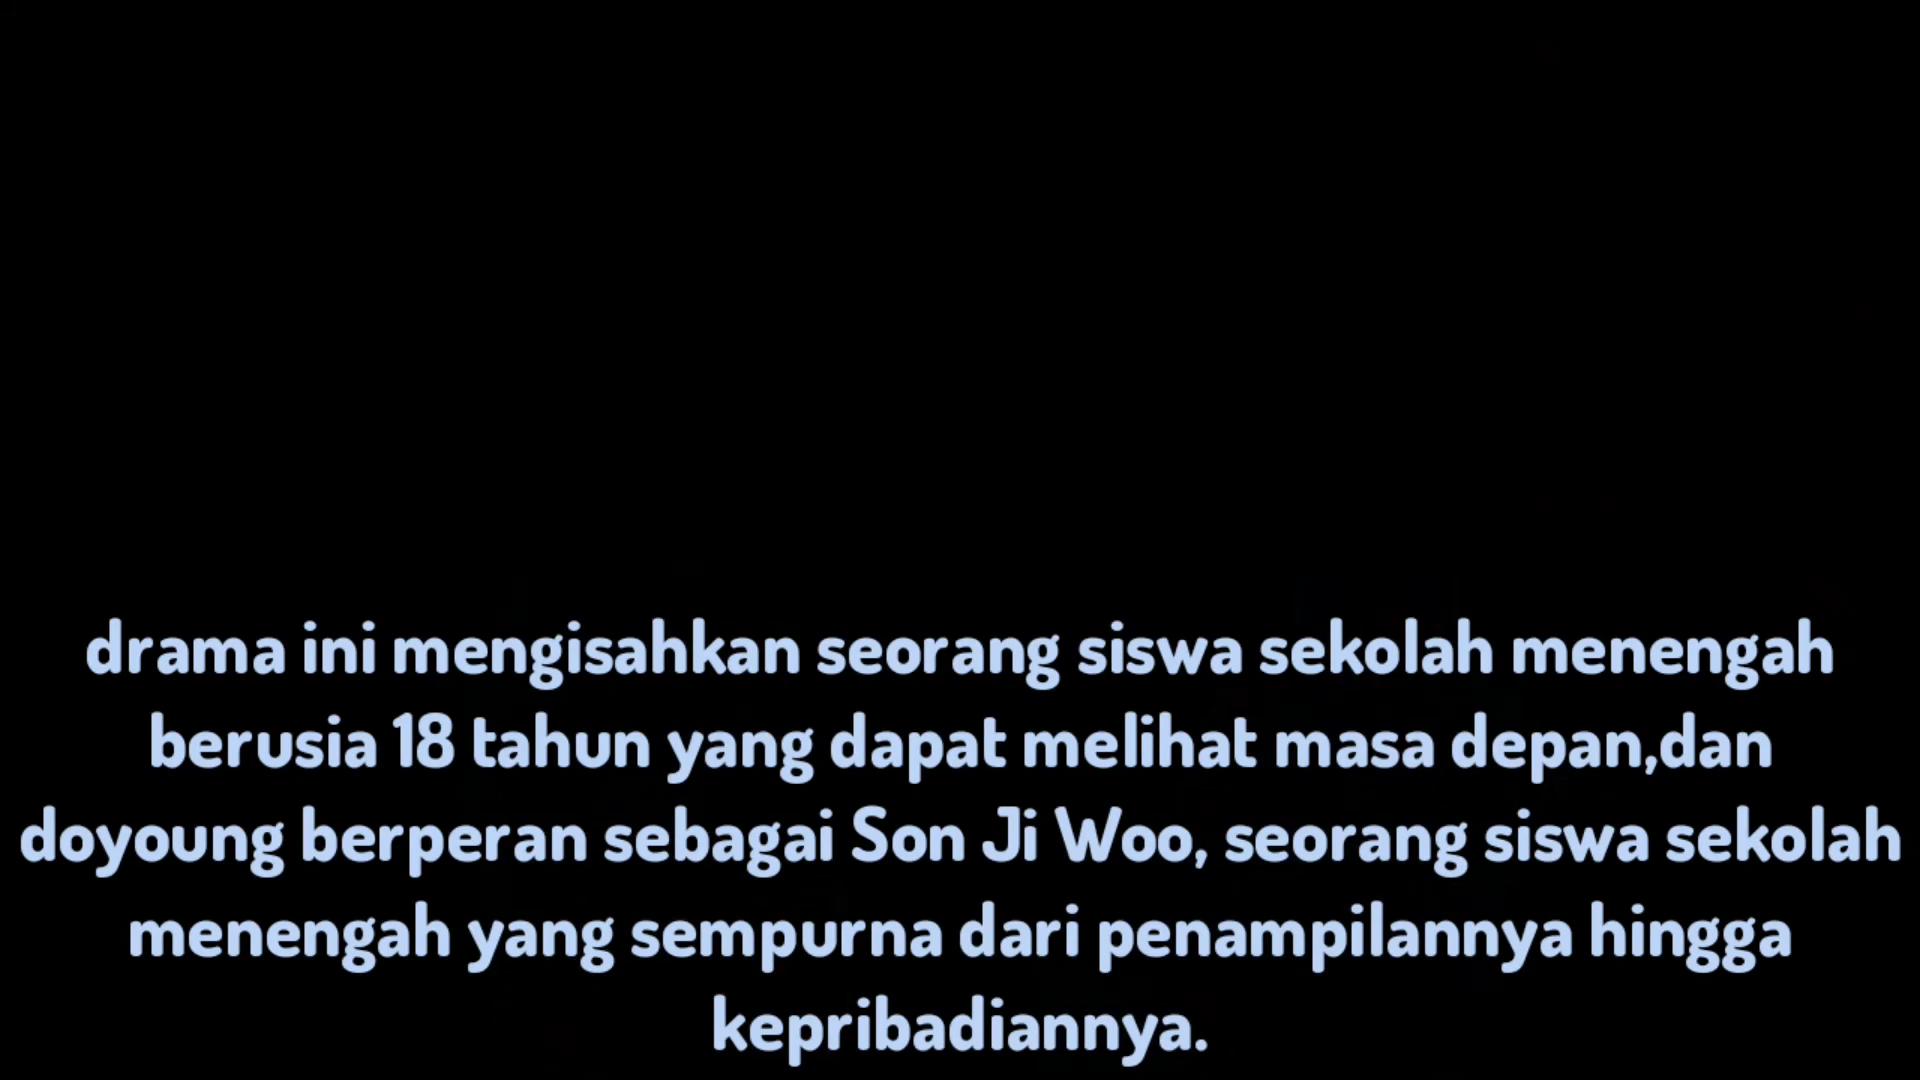 drama ini mengisahkan seorang siswa sekolah menengah
berusia 18 tahun yang dapat melihat masa depan,dan
doyoung berperan sebagai Son Ji Woo, seorang siswa sekolah
menengah yang sempurna dari penampilannya hingga
kepribadiannya.